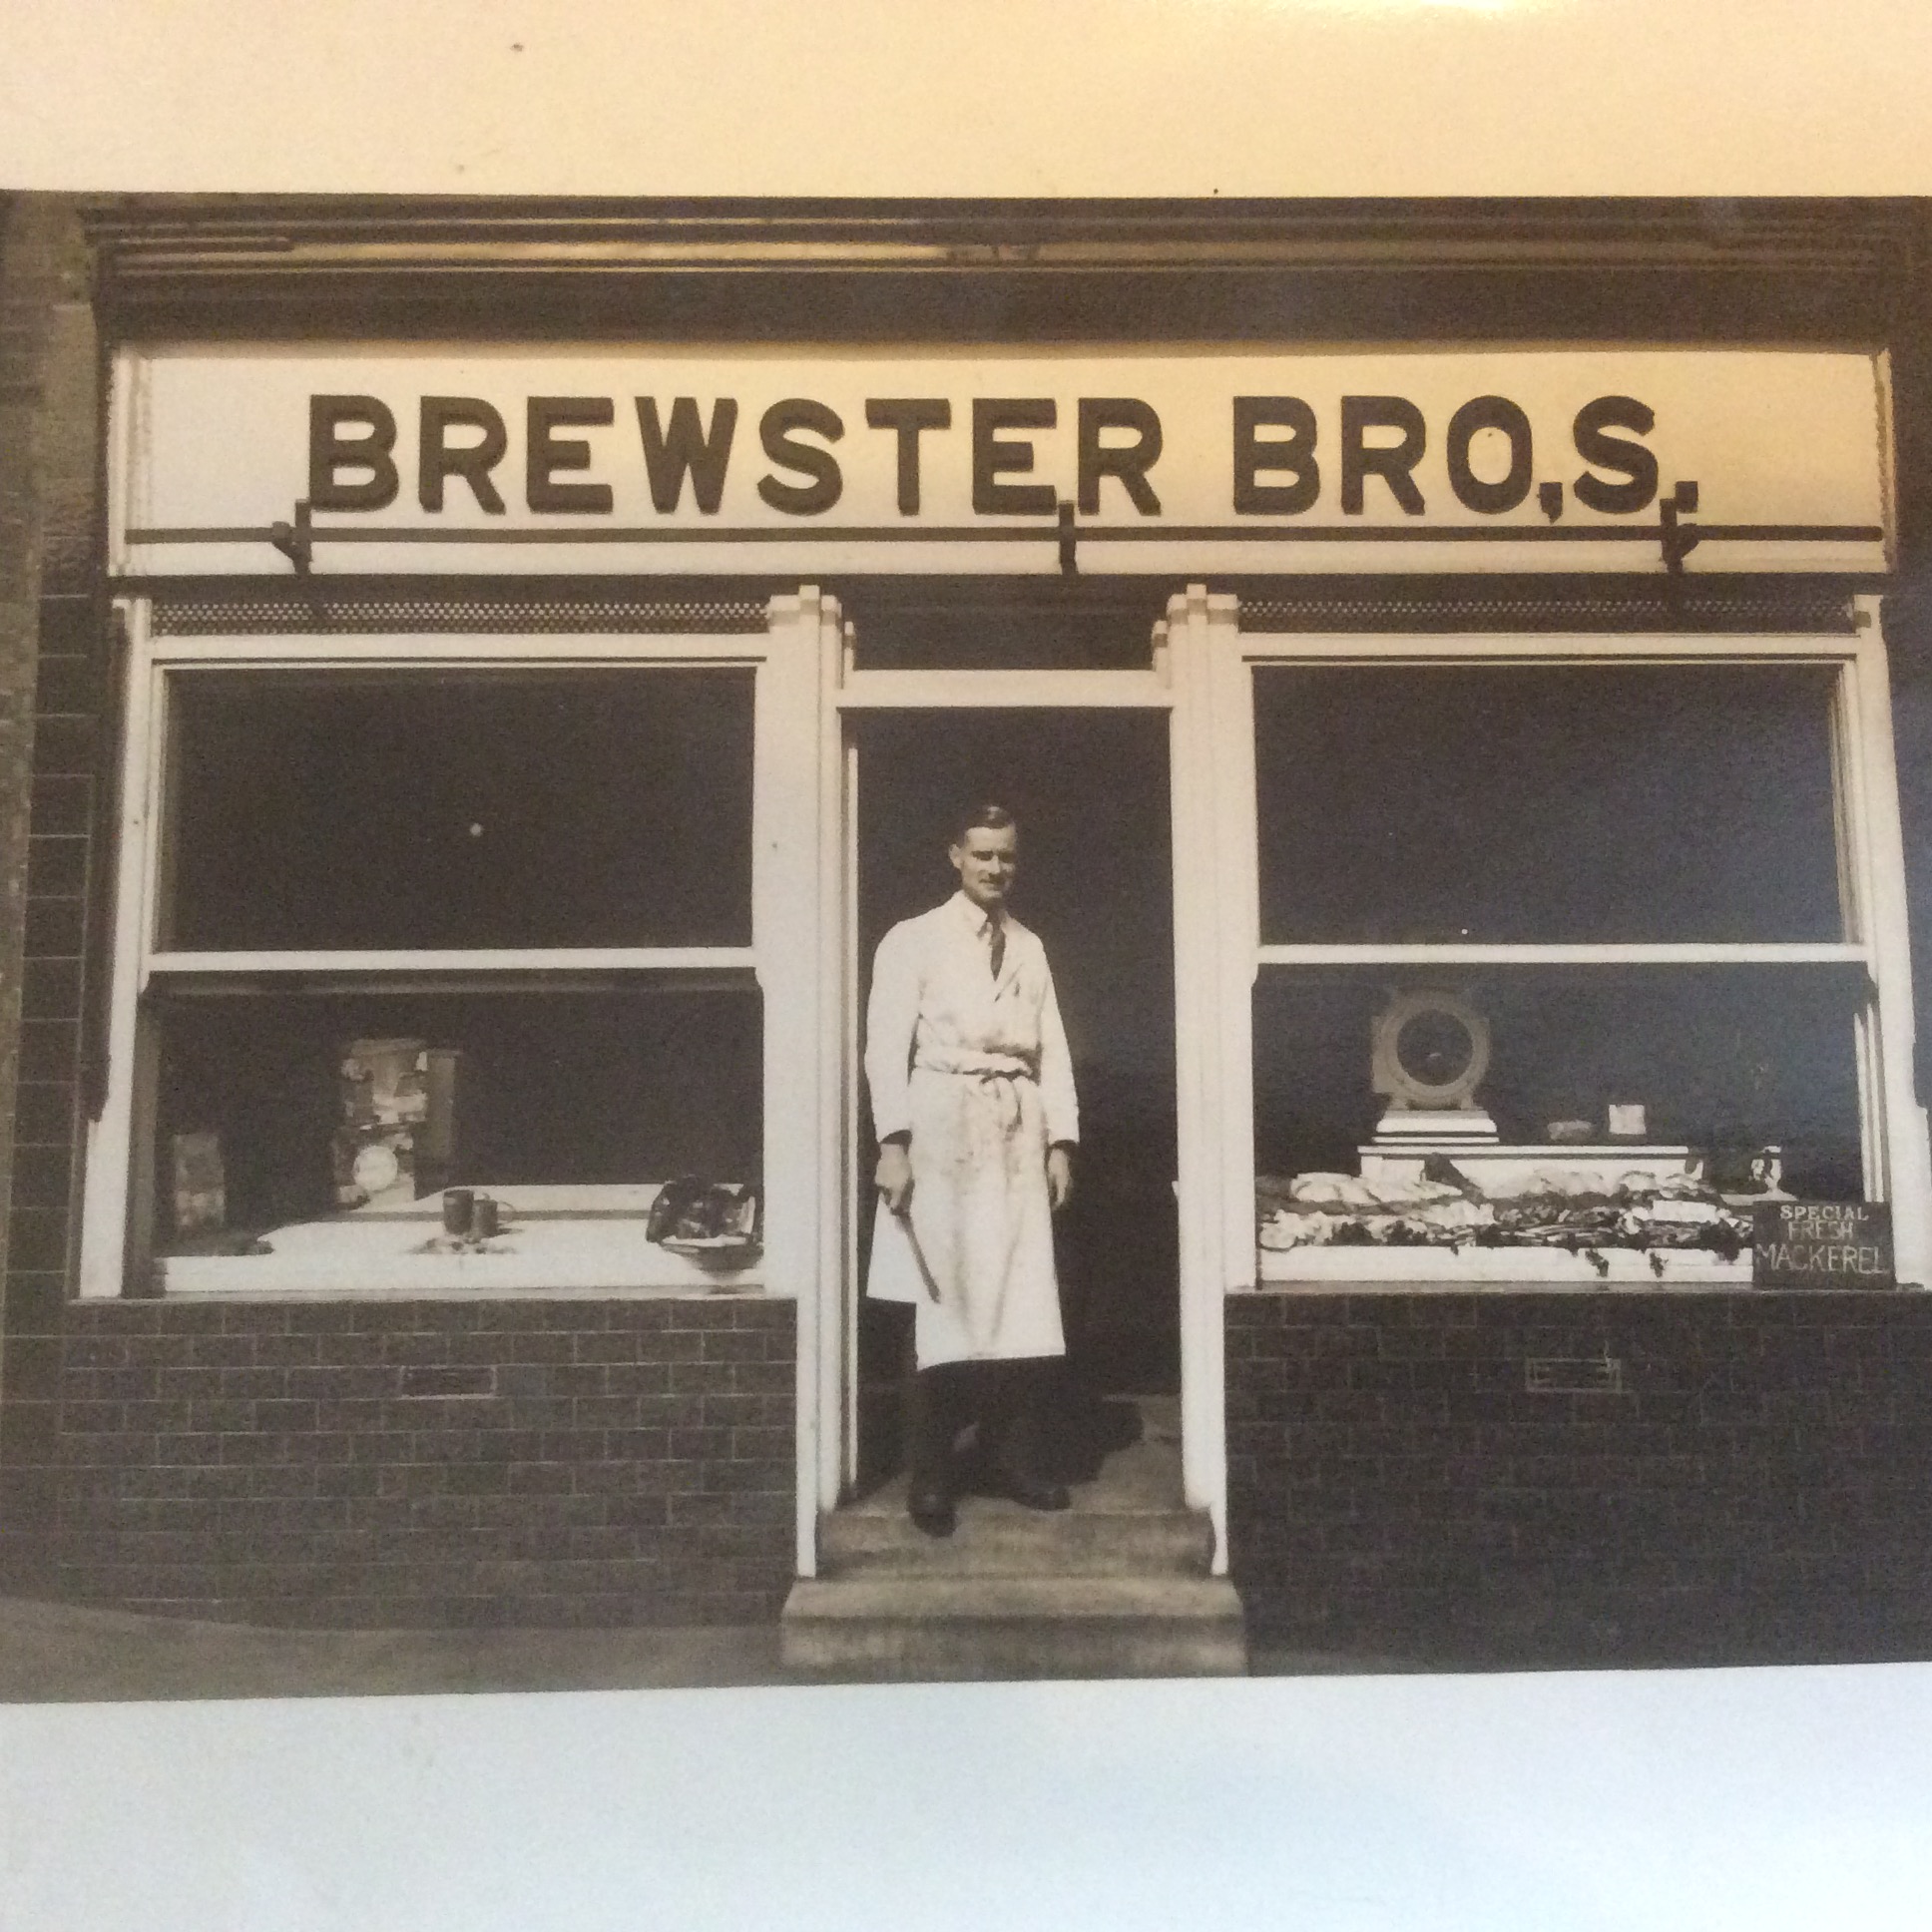 BREWSTER BRO,S.
SPECIAL
FRESH
MACKEREL